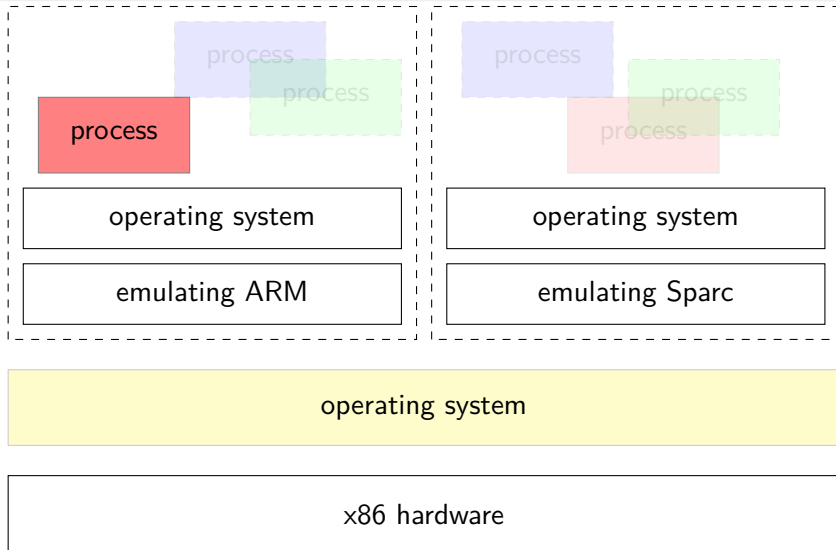 process
process
process
process
process
process
operating system
operating system
emulating ARM
emulating Sparc
operating system
x86 hardware